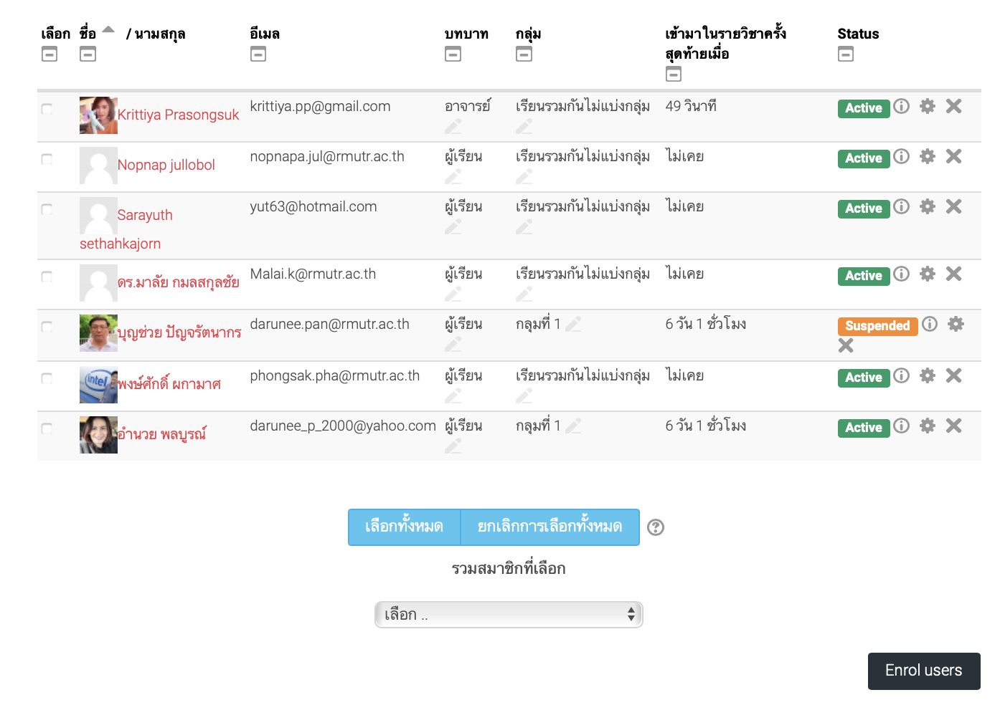 เลือก ชื่อ / นามสกุล อีเมล บทบาท กลุ่ม เข้ามาในรายวิชาครั้ง Status
สุดท้ายเมื่อ
Krittiya Prasongsuk krittiya.pp@gmail.com อาจารย์ เรียนรวมกันไม่แบ่งกลุ่ม 49 วินาที Active
Nopnap jullobol nopnapa.jul@rmutr.ac.th ผู้เรียน เรียนรวมกันไม่แบ่งกลุ่ม ไม่เคย Active
Sarayuth yut63@hotmail.com ผู้เรียน เรียนรวมกันไม่แบ่งกลุ่ม ไม่เคย Active
sethahkajorn
ดร.มาลัย กมลสกุลชัย Malai.k@rmutr.ac.th ผู้เรียน เรียนรวมกันไม่แบ่งกลุ่ม ไม่เคย Active
บุญช่วย ปัญจรัตนากร darunee.pan@rmutr.ac.th ผู้เรียน กลุมที่ 1 6 วัน 1 ชั่วโมง Suspended
intel พงษ์ศักดิ์ ผกามาศ phongsak.pha@rmutr.ac.th ผู้เรียน เรียนรวมกันไม่แบ่งกลุ่ม ไม่เคย Active
อำนวย พลบูรณ์ darunee_p_2000@yahoo.com ผู้เรียน กลุมที่ 1 6 วัน 1 ชั่วโมง Active
เลือกทั้งหมด ยกเลิกการเลือกทั้งหมด
รวมสมาชิกที่เลือก
เลือก ..
Enrol users